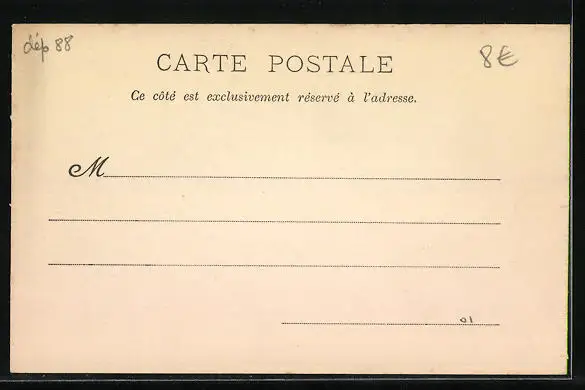 dép 88
8€
CARTE POSTALE
Ce côté est exclusivement réservé à l'adresse.
M